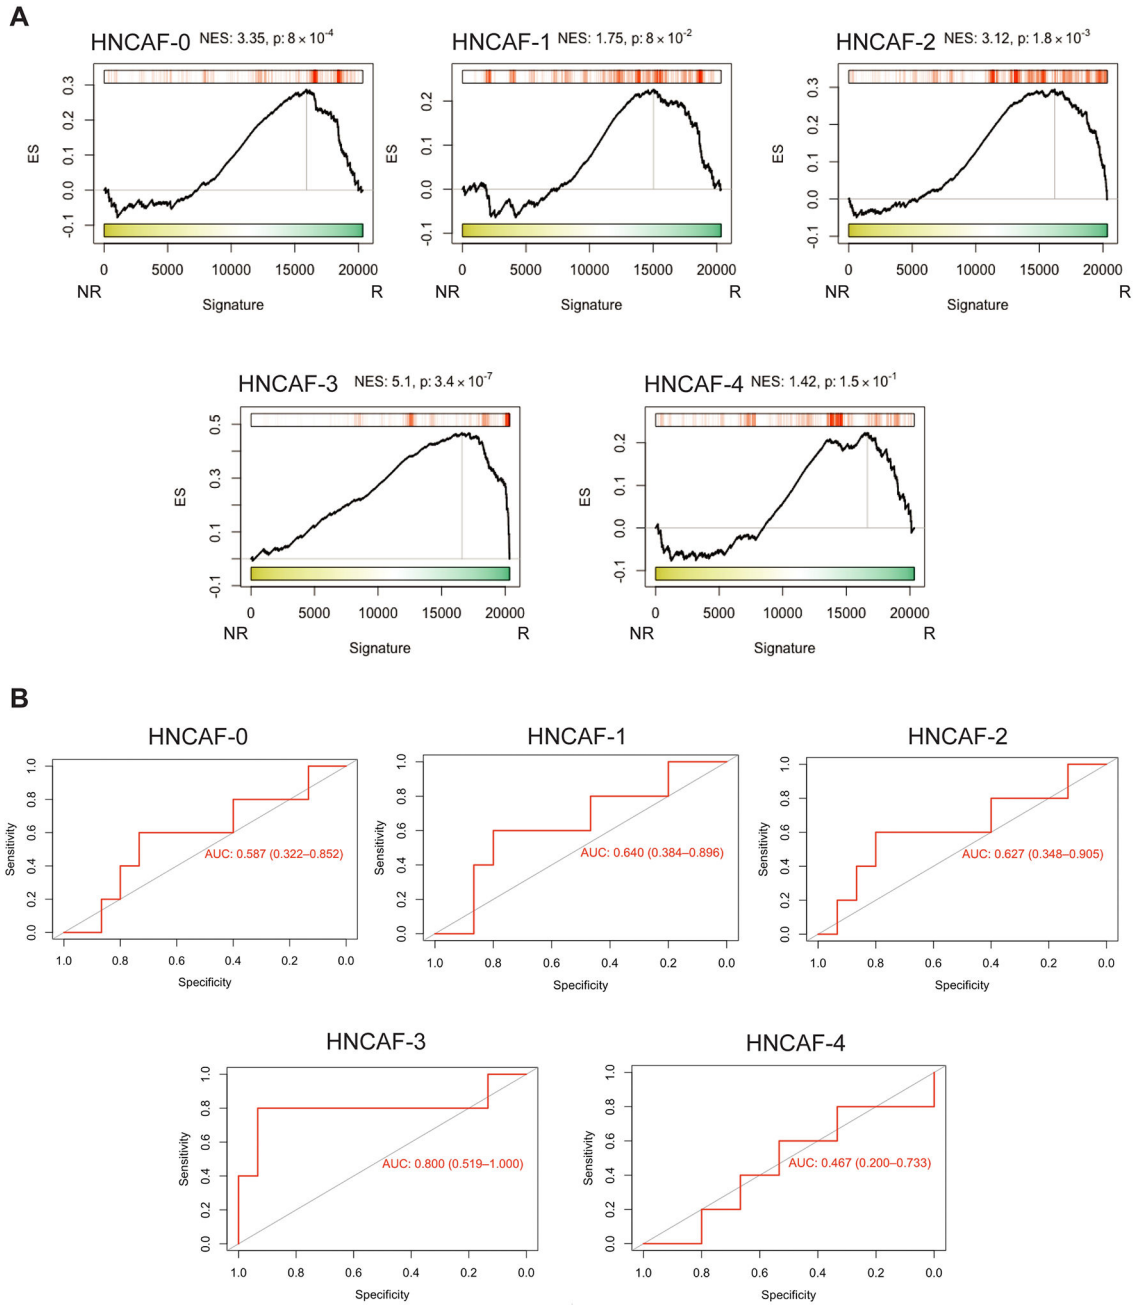 A
HNCAF-0 NES: 3.35, p: 8 × 10⁻⁴
HNCAF-1 NES: 1.75, p: 8 × 10⁻²
HNCAF-2 NES: 3.12, p: 1.8 × 10⁻³
ES
0.3
0.2
0.1
0.0
-0.1
0 5000 10000 15000 20000
NR R
Signature
ES
0.2
0.1
0.0
-0.1
0 5000 10000 15000 20000
Signature
ES
0.3
0.2
0.1
0.0
-0.1
0 5000 10000 15000 20000
NR R
Signature
HNCAF-3 NES: 5.1, p: 3.4 × 10⁻⁷
ES
0.5
0.3
0.1
-0.1
0 5000 10000 15000 20000
NR R
Signature
HNCAF-4 NES: 1.42, p: 1.5 × 10⁻¹
ES
0.2
0.1
0.0
-0.1
0 5000 10000 15000 20000
NR R
Signature
B
HNCAF-0
Sensitivity
1.0
0.8
0.6
0.4
0.2
0.0
AUC: 0.587 (0.322–0.852)
1.0 0.8 0.6 0.4 0.2 0.0
Specificity
HNCAF-1
Sensitivity
1.0
0.8
0.6
0.4
0.2
0.0
AUC: 0.640 (0.384–0.896)
1.0 0.8 0.6 0.4 0.2 0.0
Specificity
HNCAF-2
Sensitivity
1.0
0.8
0.6
0.4
0.2
0.0
AUC: 0.627 (0.348–0.905)
1.0 0.8 0.6 0.4 0.2 0.0
Specificity
HNCAF-3
Sensitivity
1.0
0.8
0.6
0.4
0.2
0.0
AUC: 0.800 (0.519–1.000)
1.0 0.8 0.6 0.4 0.2 0.0
Specificity
HNCAF-4
Sensitivity
1.0
0.8
0.6
0.4
0.2
0.0
AUC: 0.467 (0.200–0.733)
1.0 0.8 0.6 0.4 0.2 0.0
Specificity